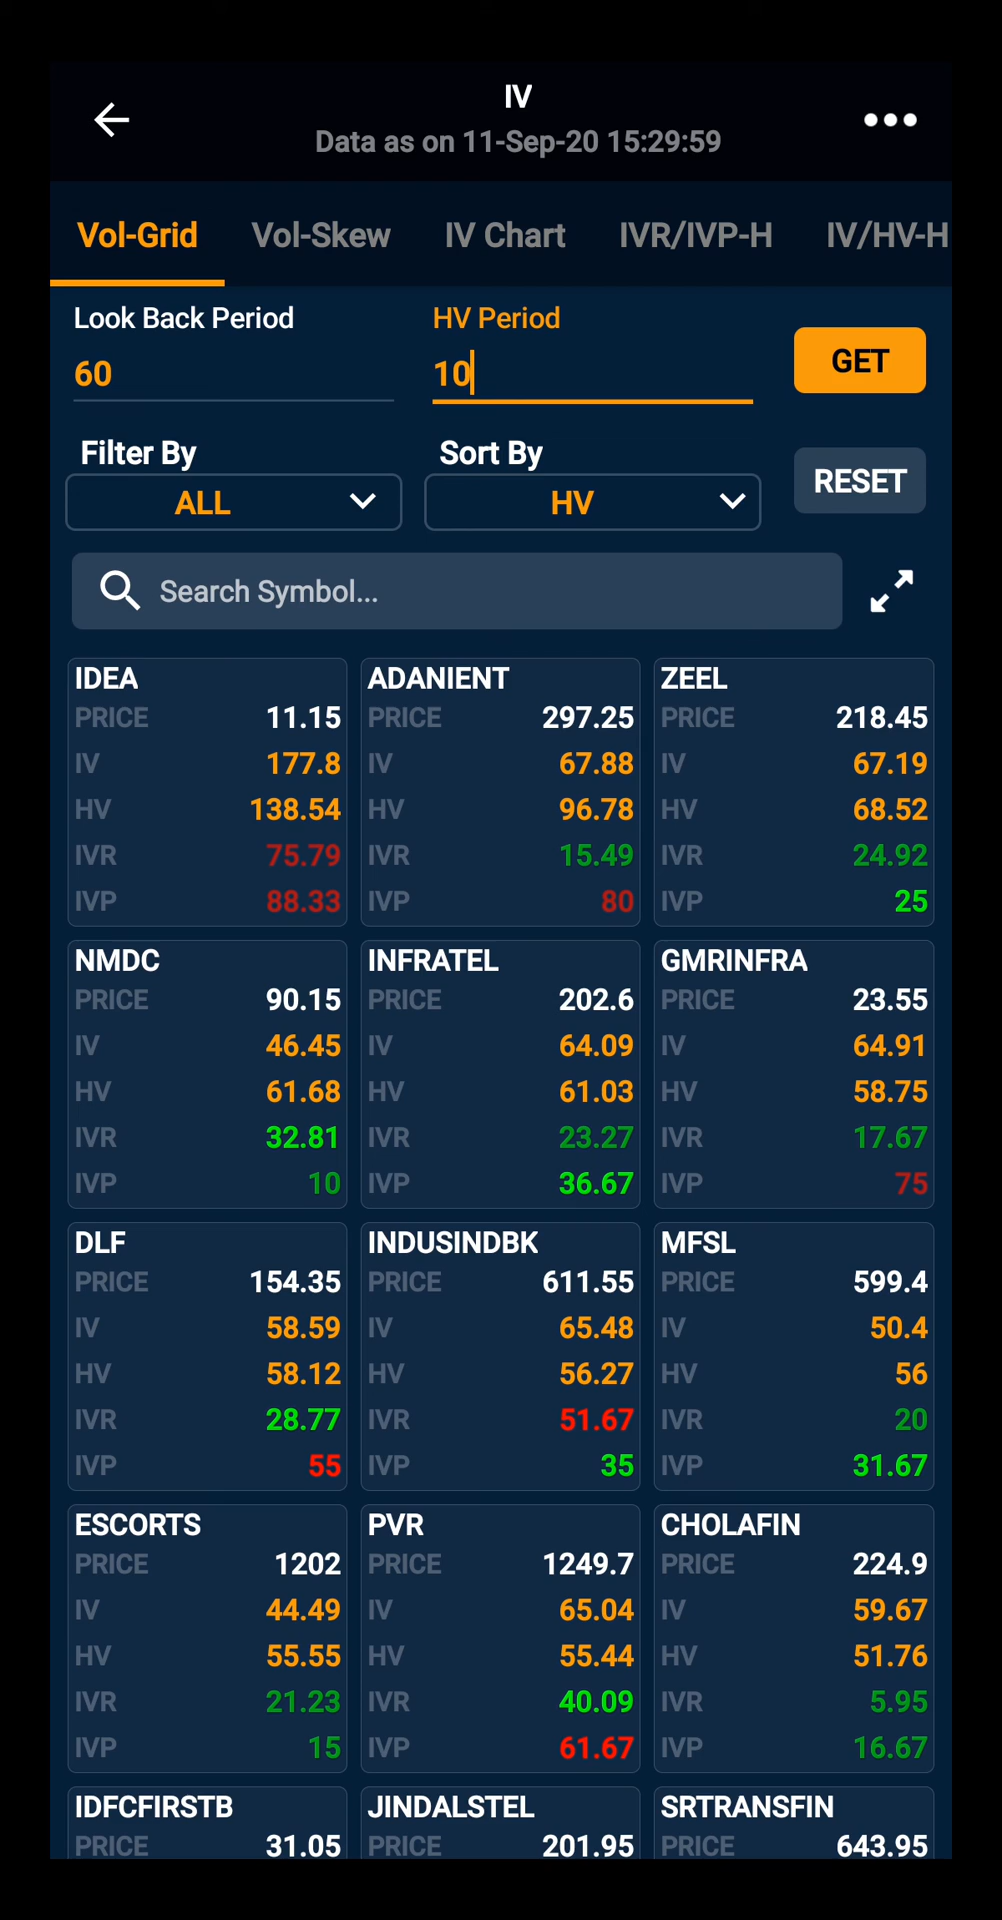 IV
Data as on 11-Sep-20 15:29:59
Vol-Grid Vol-Skew IV Chart IVR/IVP-H IV/HV-H
Look Back Period HV Period
60 10 GET
Filter By Sort By
ALL HV RESET
Search Symbol...
IDEA ADANIENT ZEEL
PRICE 11.15 PRICE 297.25 PRICE 218.45
IV 177.8 IV 67.88 IV 67.19
HV 138.54 HV 96.78 HV 68.52
IVR 75.79 IVR 15.49 IVR 24.92
IVP 88.33 IVP 80 IVP 25
NMDC INFRATEL GMRINFRA
PRICE 90.15 PRICE 202.6 PRICE 23.55
IV 46.45 IV 64.09 IV 64.91
HV 61.68 HV 61.03 HV 58.75
IVR 32.81 IVR 23.27 IVR 17.67
IVP 10 IVP 36.67 IVP 75
DLF INDUSINDBK MFSL
PRICE 154.35 PRICE 611.55 PRICE 599.4
IV 58.59 IV 65.48 IV 50.4
HV 58.12 HV 56.27 HV 56
IVR 28.77 IVR 51.67 IVR 20
IVP 55 IVP 35 IVP 31.67
ESCORTS PVR CHOLAFIN
PRICE 1202 PRICE 1249.7 PRICE 224.9
IV 44.49 IV 65.04 IV 59.67
HV 55.55 HV 55.44 HV 51.76
IVR 21.23 IVR 40.09 IVR 5.95
IVP 15 IVP 61.67 IVP 16.67
IDFCFIRSTB JINDALSTEL SRTRANSFIN
PRICE 31.05 PRICE 201.95 PRICE 643.95